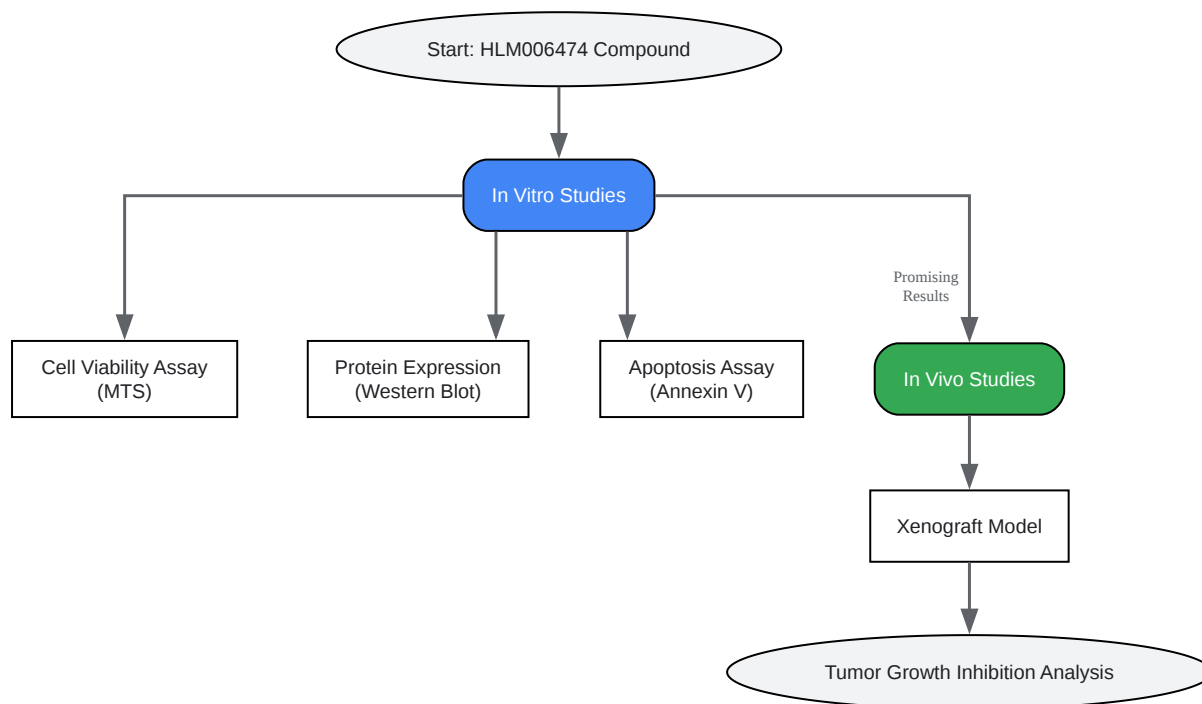 Start: HLM006474 Compound
In Vitro Studies
Promising
Results
Cell Viability Assay
(MTS)
Protein Expression
(Western Blot)
Apoptosis Assay
(Annexin V)
In Vivo Studies
Xenograft Model
Tumor Growth Inhibition Analysis